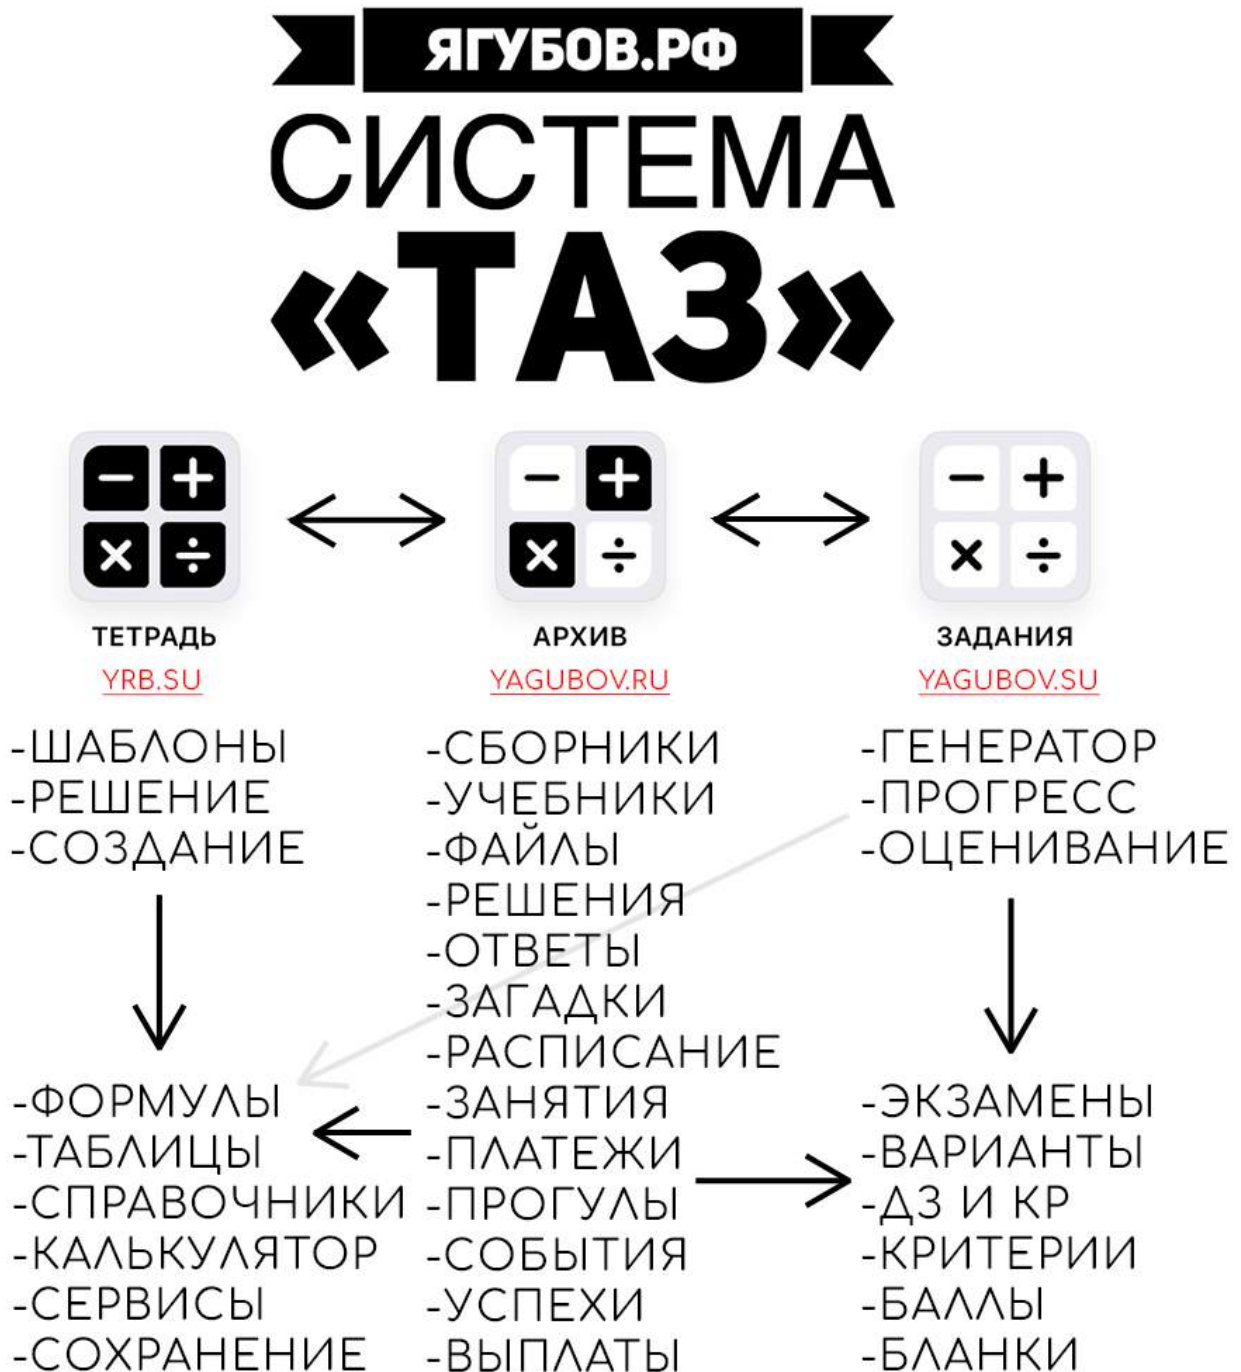 ЯГУБОВ.РФ
СИСТЕМА
«ТАЗ»
ТЕТРАДЬ
YRB.SU
-ШАБЛОНЫ
-РЕШЕНИЕ
-СОЗДАНИЕ
-ФОРМУЛЫ
-ТАБЛИЦЫ
-СПРАВОЧНИКИ
-КАЛЬКУЛЯТОР
-СЕРВИСЫ
-СОХРАНЕНИЕ
АРХИВ
YAGUBOV.RU
-СБОРНИКИ
-УЧЕБНИКИ
-ФАЙЛЫ
-РЕШЕНИЯ
-ОТВЕТЫ
-ЗАГАДКИ
-РАСПИСАНИЕ
-ЗАНЯТИЯ
-ПЛАТЕЖИ
-ПРОГУЛЫ
-СОБЫТИЯ
-УСПЕХИ
-ВЫПЛАТЫ
ЗАДАНИЯ
YAGUBOV.SU
-ГЕНЕРАТОР
-ПРОГРЕСС
-ОЦЕНИВАНИЕ
-ЭКЗАМЕНЫ
-ВАРИАНТЫ
-ДЗ И КР
-КРИТЕРИИ
-БАЛЛЫ
-БЛАНКИ